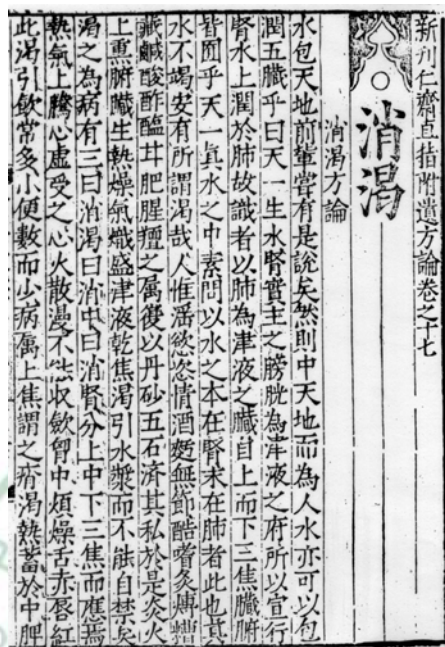 新刊仁齋直指附遺方論卷之十七
消渴
消渴方論
水包天地前輩嘗有是說矣然則中天地而為人水亦可以包
潤五臟乎曰天一生水腎實主之膀胱為津液之府所以宣行
腎水上潤於肺故識者以肺為津液之臟自上而下三焦臟腑
皆囿乎天一眞水之中素問以水之本在腎末在肺者此也眞
水不竭安有所謂渴哉人惟滛慾恣情酒麵無節酷嗜炙煿糟
藏鹹酸酢醢甘肥腥羶之属復以丹砂五石濟其私於是炎火
上熏腑臟生熱燥氣熾盛津液乾焦渴引水漿而不能自禁矣
渴之為病有三曰消渴曰消中曰消腎分上中下三焦而應焉
熱氣上騰心虛受之心火散漫不能収歛胷中煩燥舌赤唇紅
此渴引飲常多小便數而少病属上焦謂之消渴熱蓄於中脾